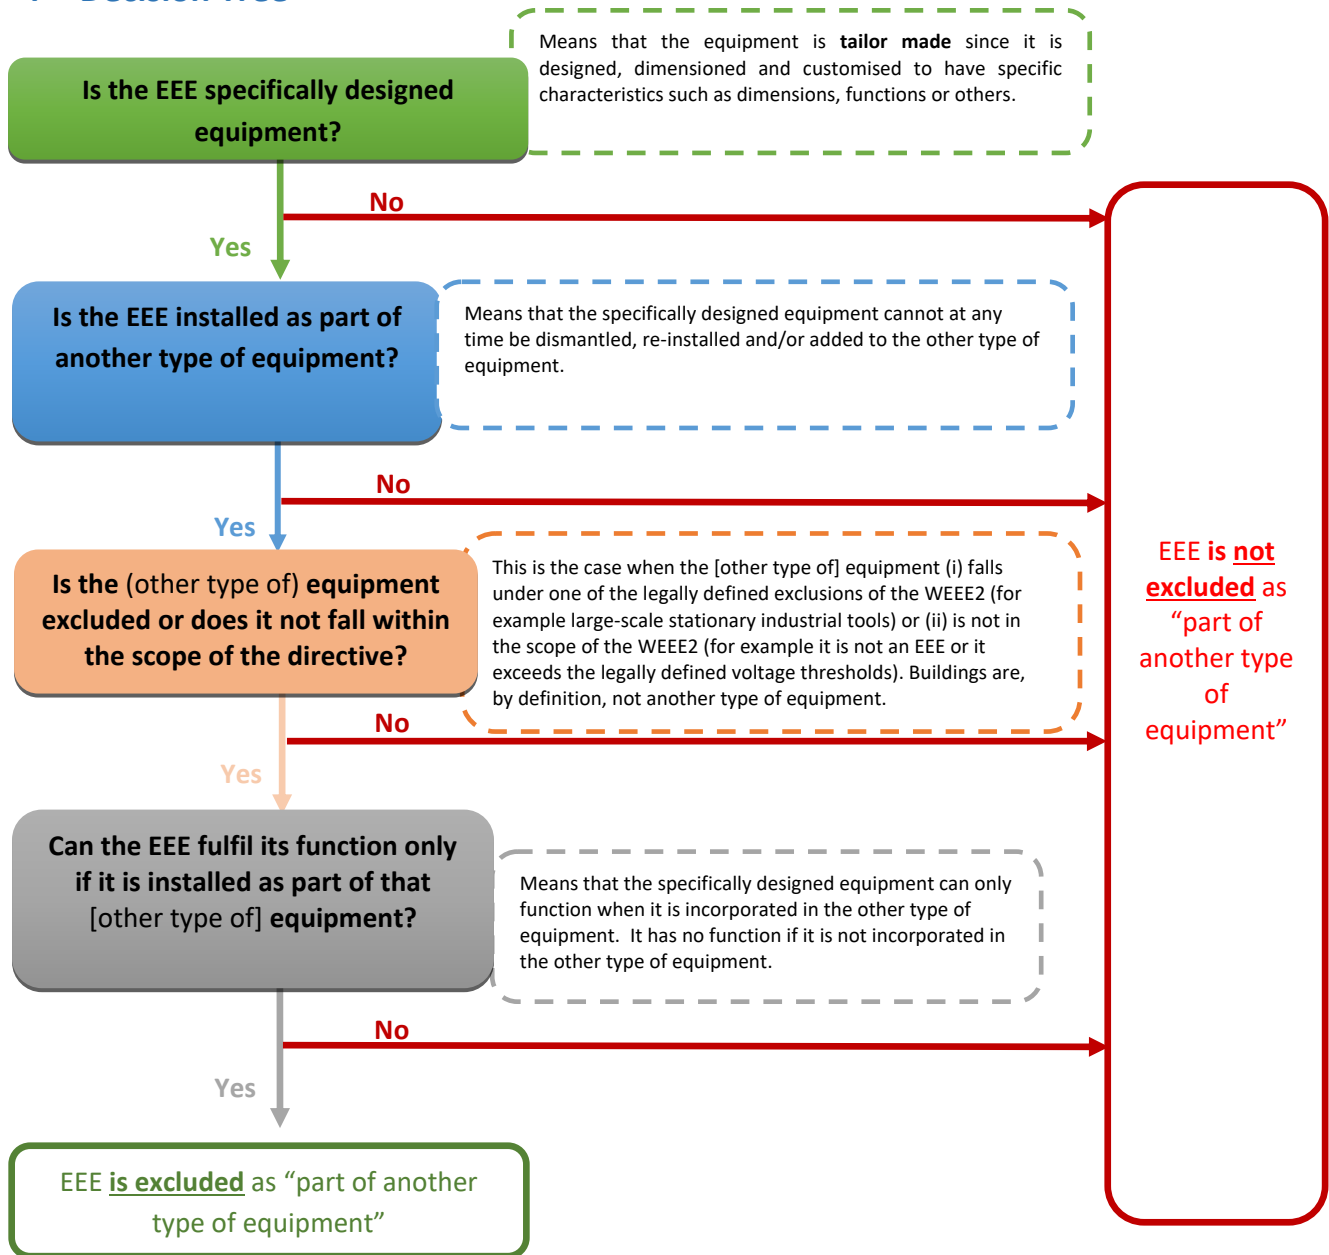 Means that the equipment is tailor made since it is
designed, dimensioned and customised to have specific
characteristics such as dimensions, functions or others.
Is the EEE specifically designed
equipment?
No
Yes
Is the EEE installed as part of
another type of equipment?
Means that the specifically designed equipment cannot at any
time be dismantled, re-installed and/or added to the other type of
equipment.
No
Yes
Is the (other type of) equipment
excluded or does it not fall within
the scope of the directive?
This is the case when the [other type of] equipment (i) falls
under one of the legally defined exclusions of the WEEE2 (for
example large-scale stationary industrial tools) or (ii) is not in
the scope of the WEEE2 (for example it is not an EEE or it
exceeds the legally defined voltage thresholds). Buildings are,
by definition, not another type of equipment.
EEE is not
excluded as
“part of
another type
of
equipment”
No
Yes
Can the EEE fulfil its function only
if it is installed as part of that
[other type of] equipment?
Means that the specifically designed equipment can only
function when it is incorporated in the other type of
equipment. It has no function if it is not incorporated in
the other type of equipment.
No
Yes
EEE is excluded as “part of another
type of equipment”